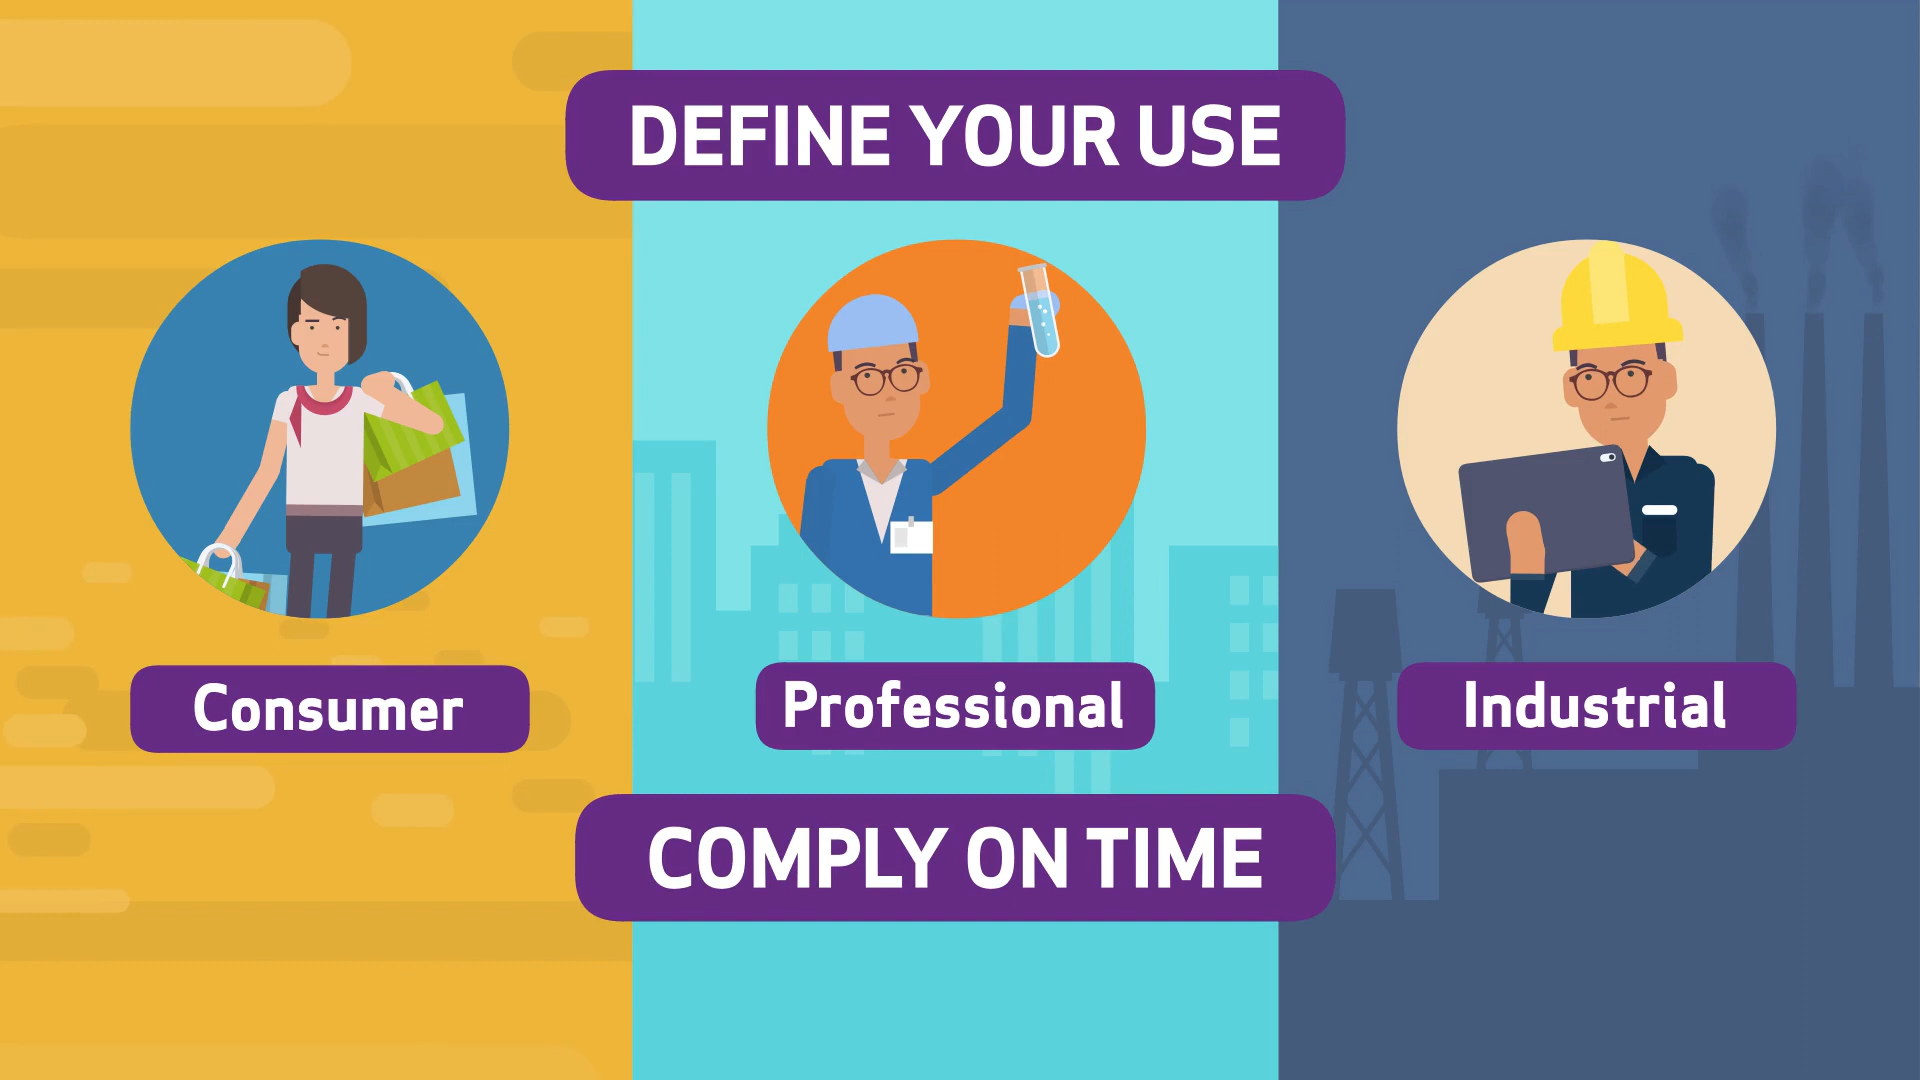 DEFINE YOUR USE
Consumer
Professional
Industrial
COMPLY ON TIME